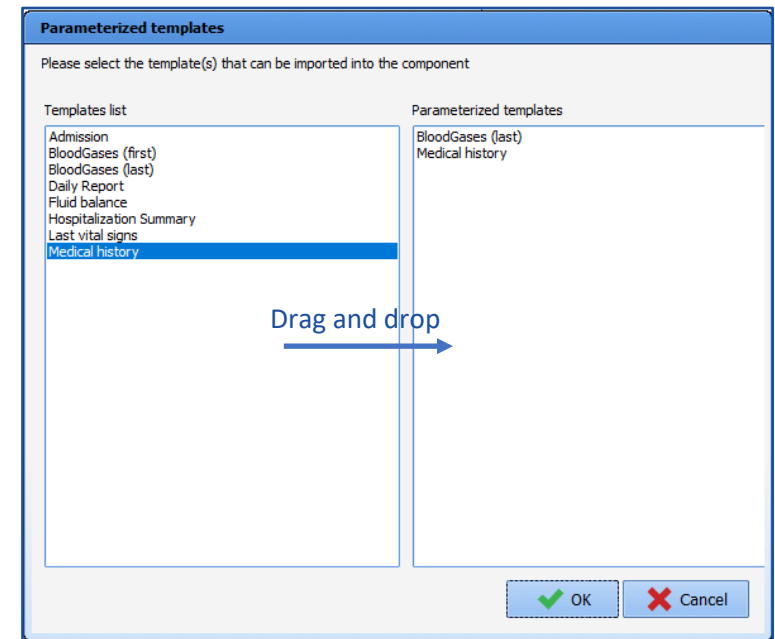 Parameterized templates
Please select the template(s) that can be imported into the component
Templates list
Admission
BloodGases (first)
BloodGases (last)
Daily Report
Fluid balance
Hospitalization Summary
Last vital signs
Medical history
Parameterized templates
BloodGases (last)
Medical history
Drag and drop
OK
Cancel